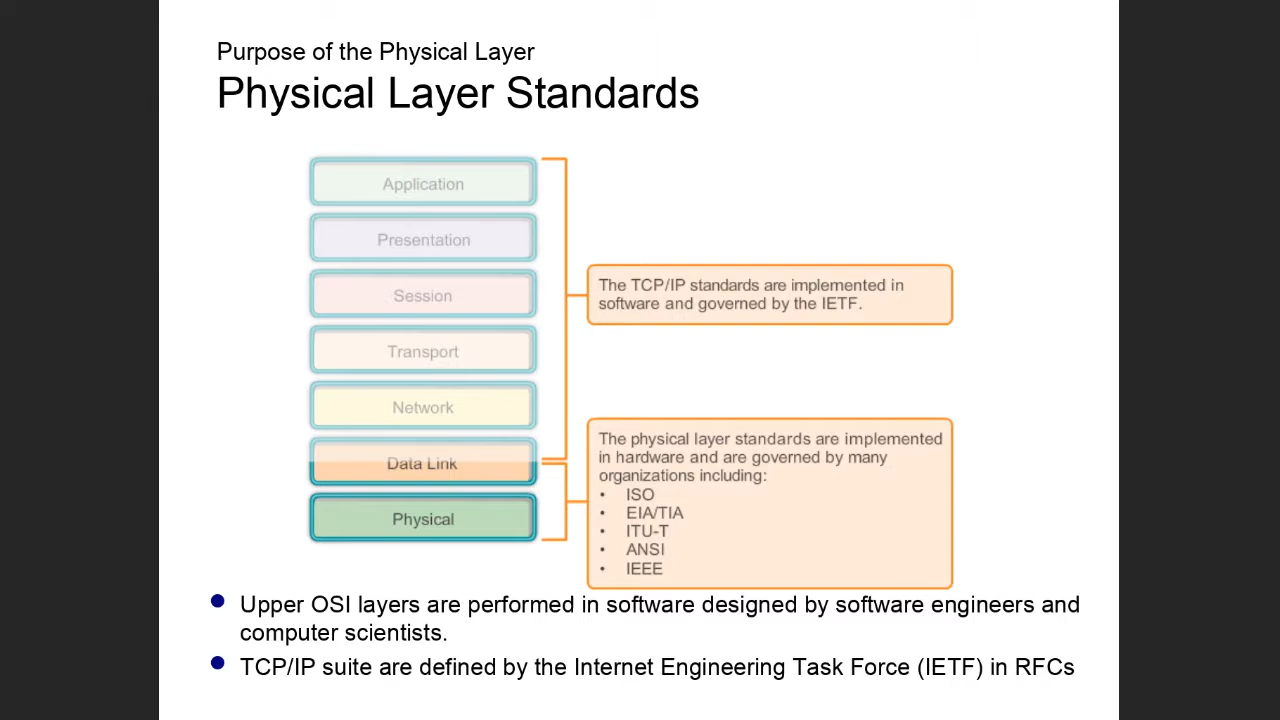 Purpose of the Physical Layer
Physical Layer Standards
Application
Presentation
Session
Transport
Network
Data Link
Physical
The TCP/IP standards are implemented in
software and governed by the IETF.
The physical layer standards are implemented
in hardware and are governed by many
organizations including:
• ISO
• EIA/TIA
• ITU-T
• ANSI
• IEEE
• Upper OSI layers are performed in software designed by software engineers and
computer scientists.
• TCP/IP suite are defined by the Internet Engineering Task Force (IETF) in RFCs